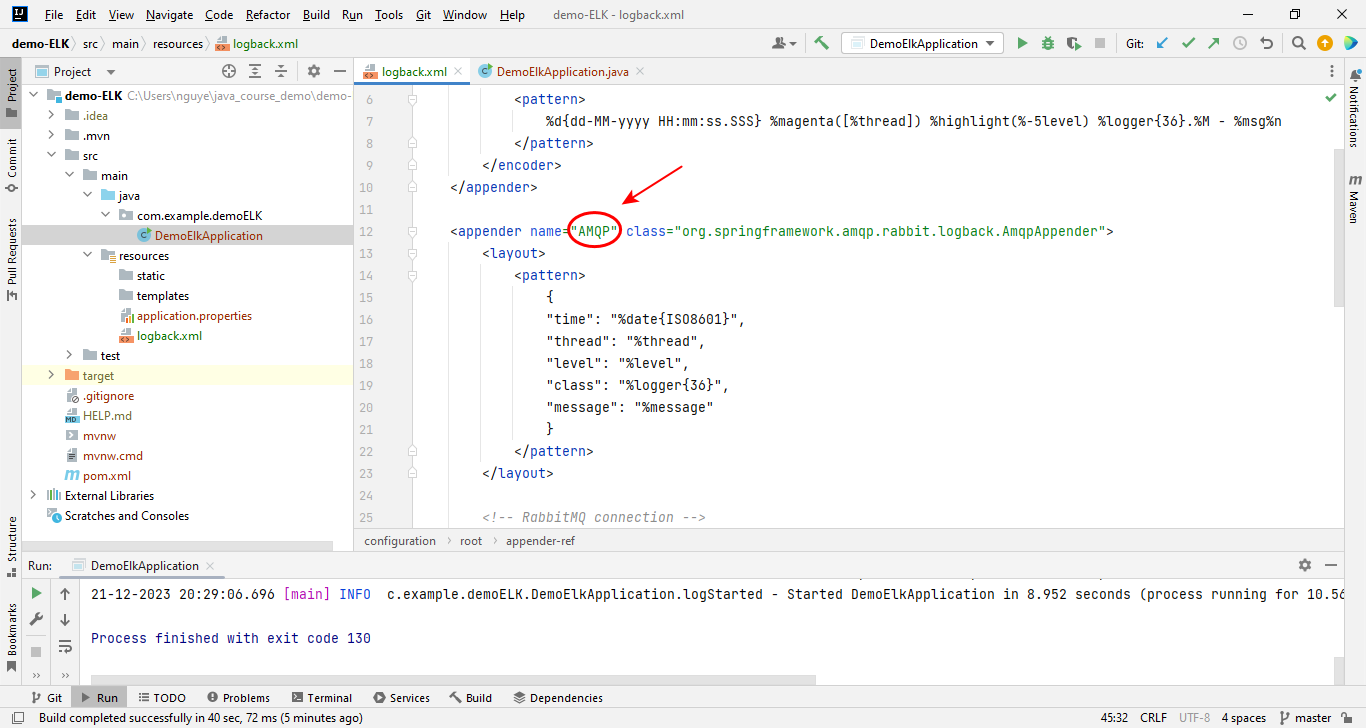 File Edit View Navigate Code Refactor Build Run Tools Git Window Help demo-ELK - logback.xml
demo-ELK src main resources logback.xml DemoElkApplication Git:
Project logback.xml DemoElkApplication.java
Project
Commit
Pull Requests
Structure
Bookmarks
Notifications
Maven
demo-ELK C:\Users\nguye\java_course_demo\demo-
.idea
.mvn
src
main
java
com.example.demoELK
DemoElkApplication
resources
static
templates
application.properties
logback.xml
test
target
.gitignore
HELP.md
mvnw
mvnw.cmd
pom.xml
External Libraries
Scratches and Consoles
6 <pattern>
7 %d{dd-MM-yyyy HH:mm:ss.SSS} %magenta([%thread]) %highlight(%-5level) %logger{36}.%M - %msg%n
8 </pattern>
9 </encoder>
10 </appender>
11
12 <appender name="AMQP" class="org.springframework.amqp.rabbit.logback.AmqpAppender">
13 <layout>
14 <pattern>
15 {
16 "time": "%date{ISO8601}",
17 "thread": "%thread",
18 "level": "%level",
19 "class": "%logger{36}",
20 "message": "%message"
21 }
22 </pattern>
23 </layout>
24
25 <!-- RabbitMQ connection -->
configuration root appender-ref
Run: DemoElkApplication
21-12-2023 20:29:06.696 [main] INFO c.example.demoELK.DemoElkApplication.logStarted - Started DemoElkApplication in 8.952 seconds (process running for 10.56
Process finished with exit code 130
Git Run TODO Problems Terminal Services Build Dependencies
Build completed successfully in 40 sec, 72 ms (5 minutes ago) 45:32 CRLF UTF-8 4 spaces master